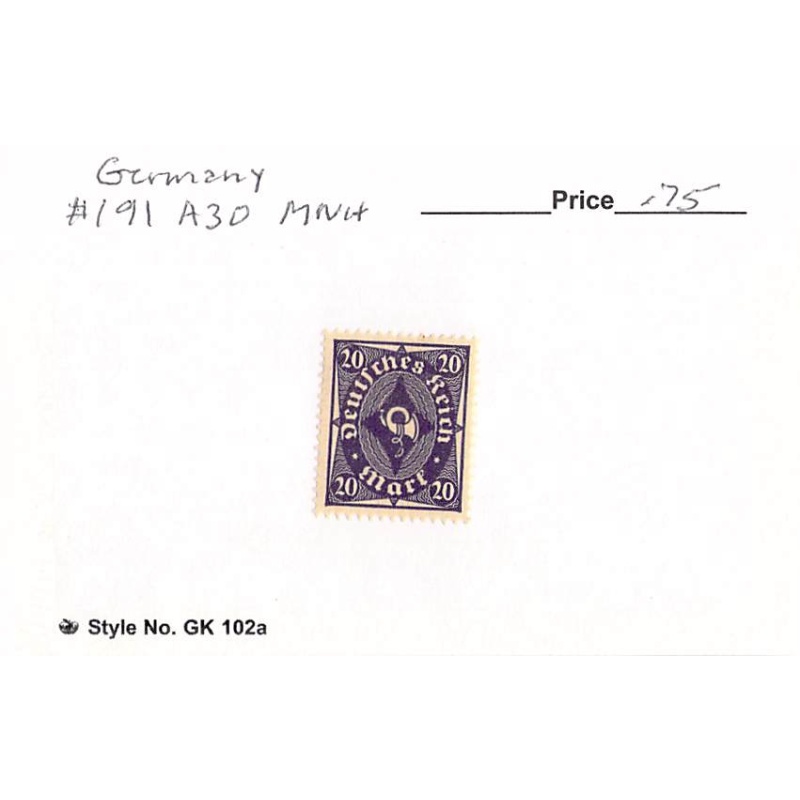 Germany
#191 A30 MNH
Price .75
20 20
Deutsches Reich
Mark
20 20
Style No. GK 102a